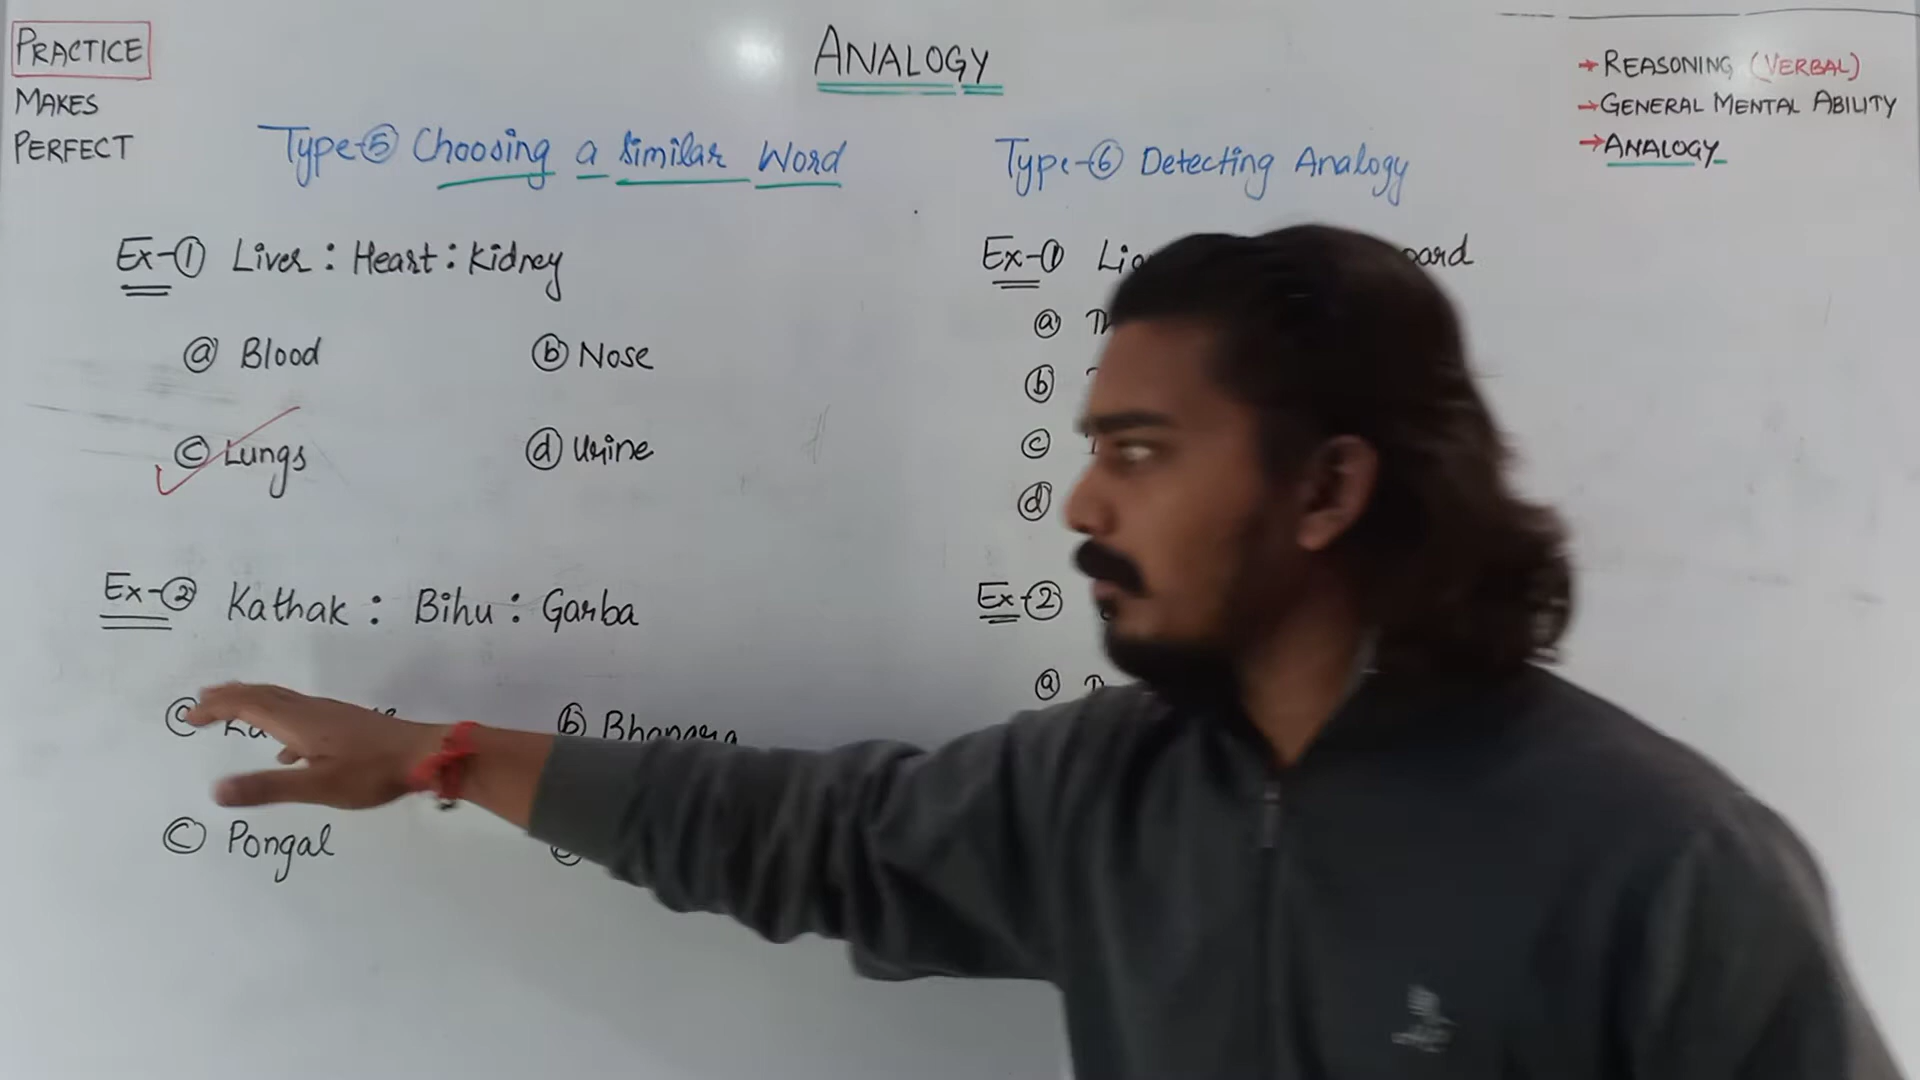 PRACTICE
MAKES
PERFECT
ANALOGY
→ REASONING (VERBAL)
→ GENERAL MENTAL ABILITY
→ ANALOGY
Type-⑤ Choosing a similar Word
Ex-① Liver : Heart : Kidney
ⓐ Blood
ⓑ Nose
ⓒ Lungs
ⓓ Urine
Ex-② Kathak : Bihu : Garba
ⓐ
ⓑ Bhangra
ⓒ Pongal
Type-⑥ Detecting Analogy
Ex-①
ⓐ
ⓑ
ⓒ
ⓓ
Ex-②
ⓐ